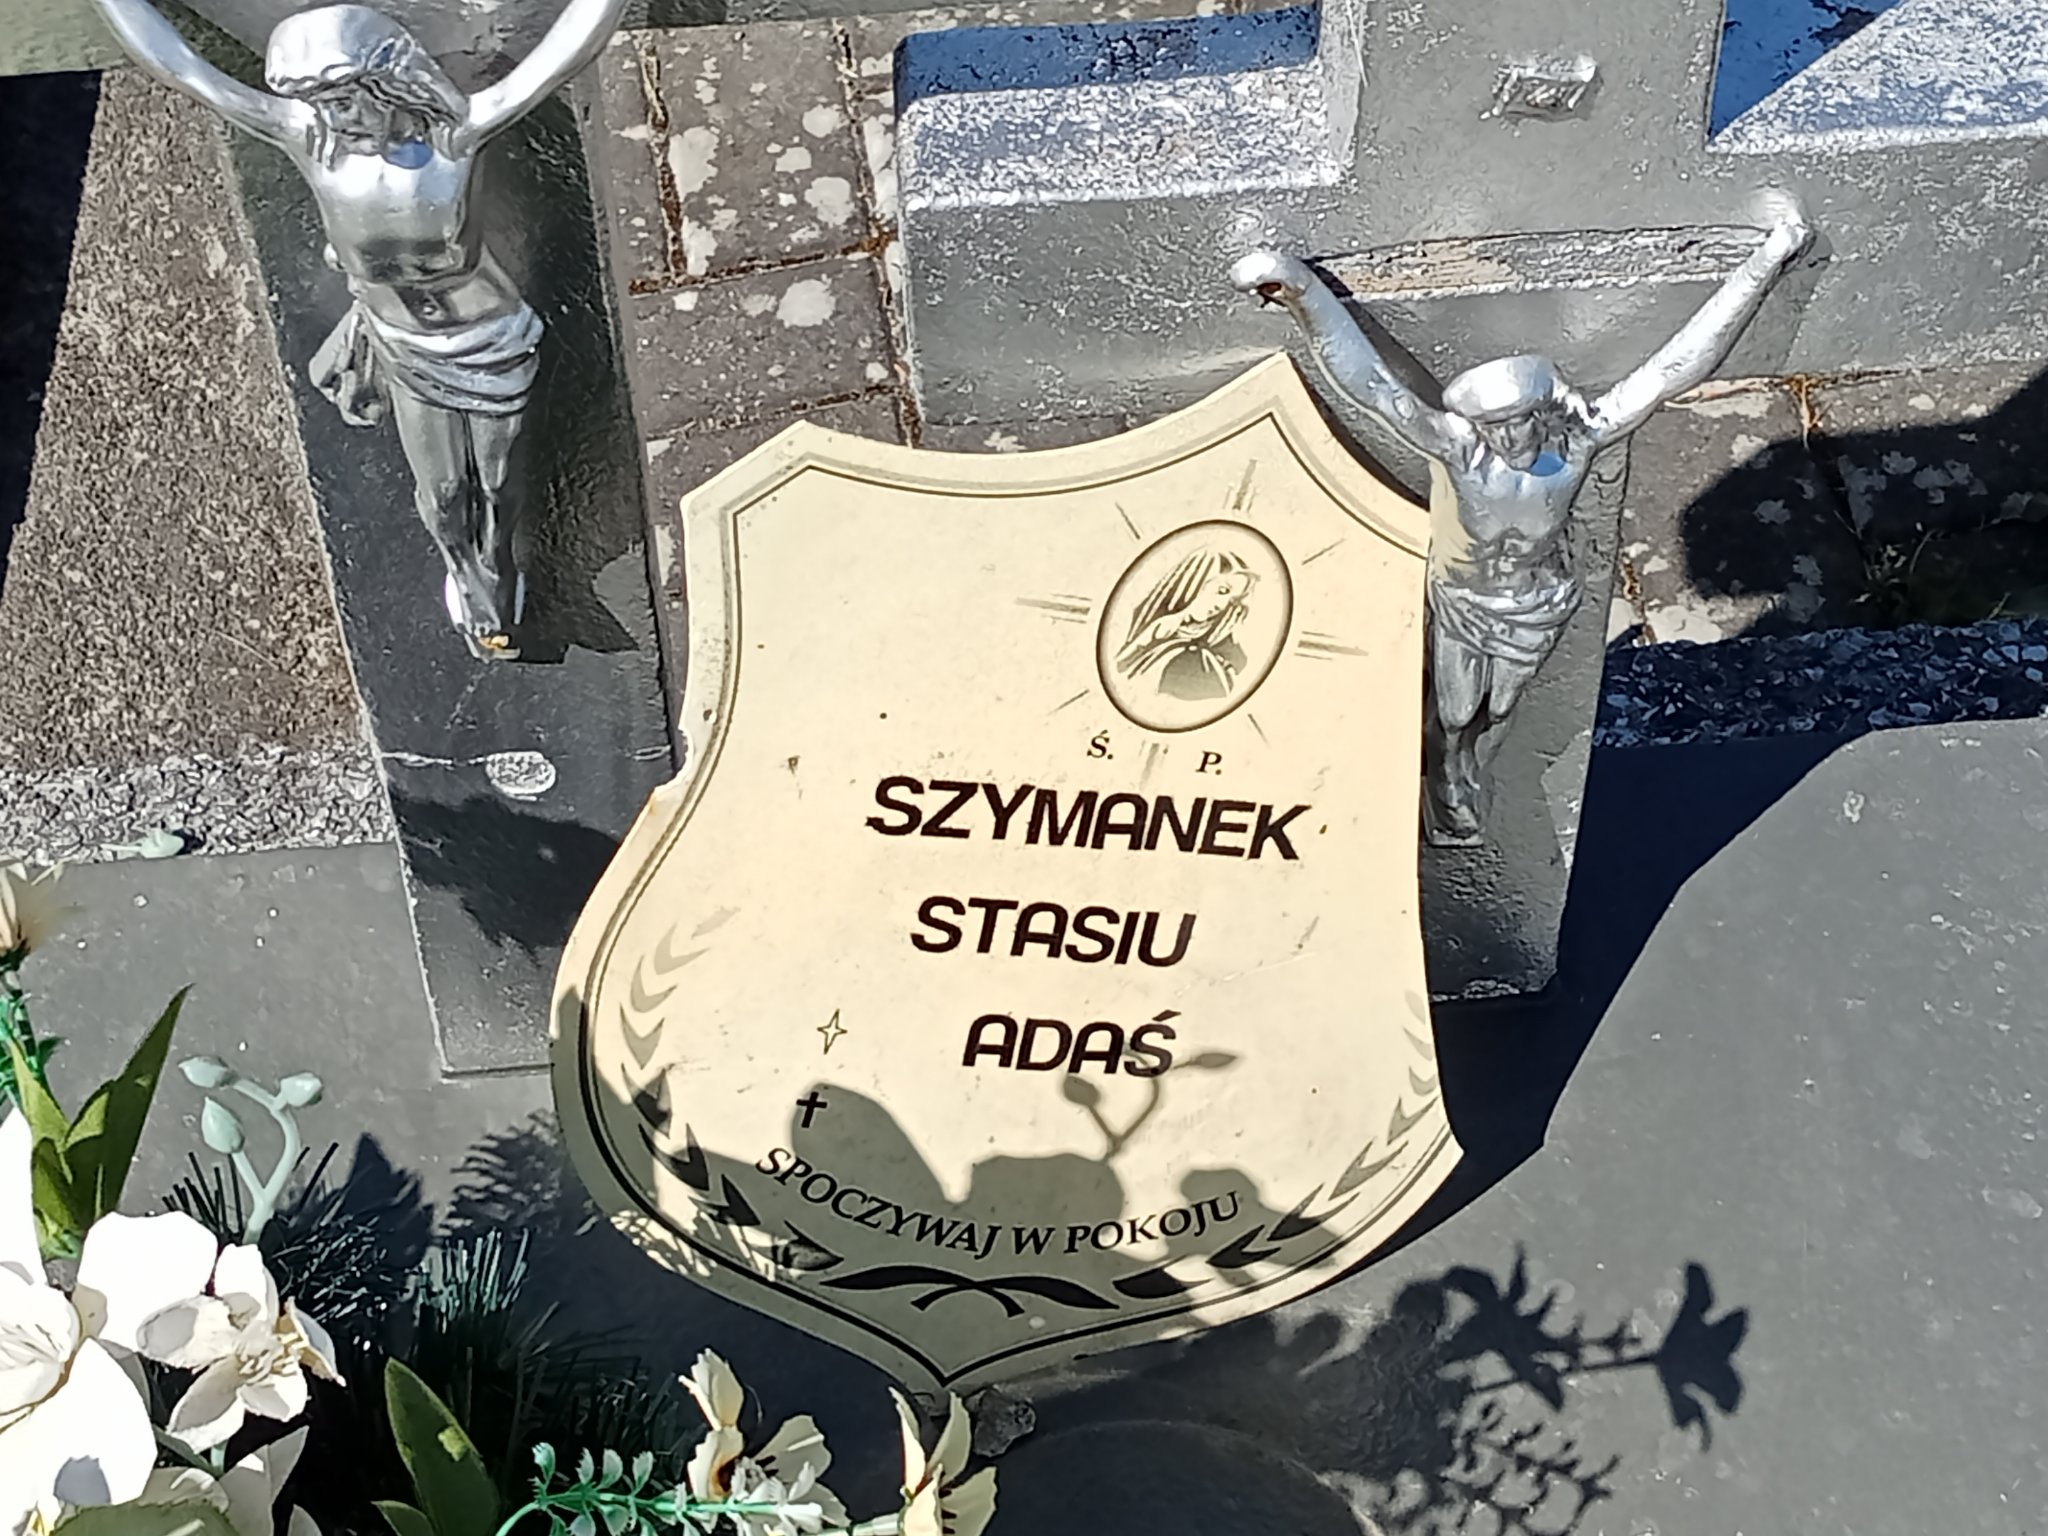 Ś. P.
SZYMANEK
STASIU
ADAŚ
SPOCZYWAJ W POKOJU